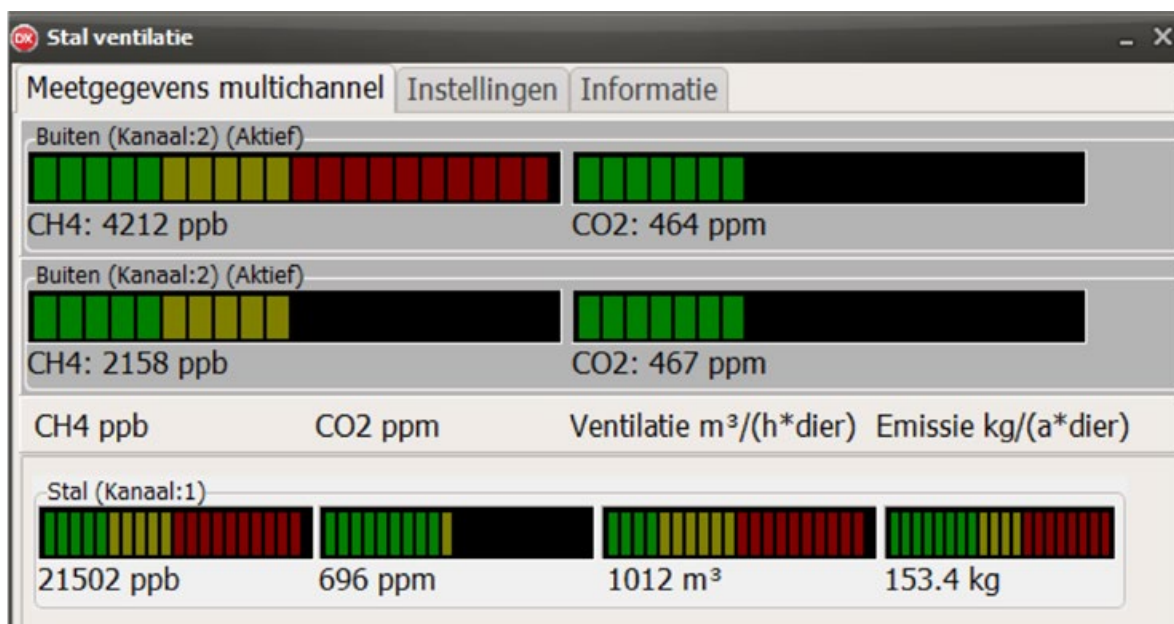 DX Stal ventilatie
Meetgegevens multichannel Instellingen Informatie
Buiten (Kanaal:2) (Aktief)
CH4: 4212 ppb CO2: 464 ppm
Buiten (Kanaal:2) (Aktief)
CH4: 2158 ppb CO2: 467 ppm
CH4 ppb CO2 ppm Ventilatie m³/(h*dier) Emissie kg/(a*dier)
Stal (Kanaal:1)
21502 ppb 696 ppm 1012 m³ 153.4 kg